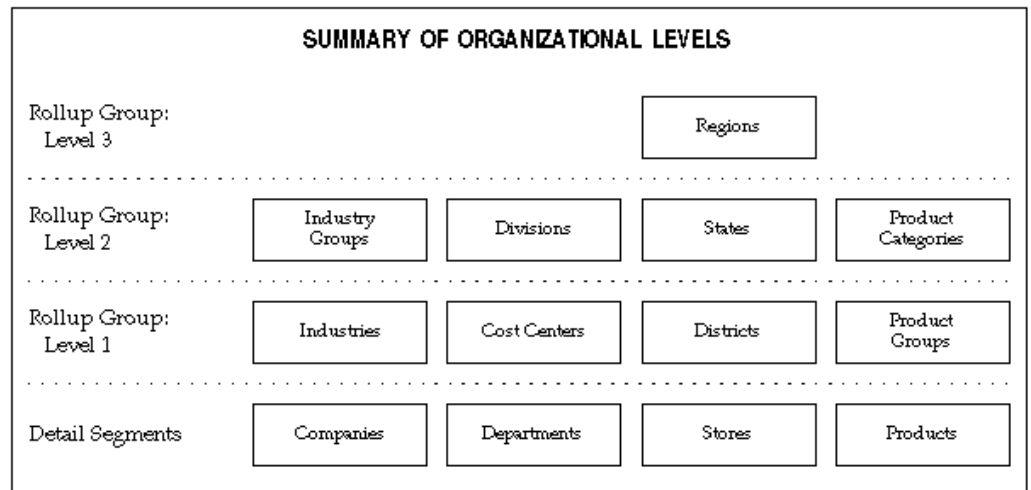 SUMMARY OF ORGANIZATIONAL LEVELS
Rollup Group:
Level 3
Regions
Rollup Group:
Level 2
Industry
Groups
Divisions
States
Product
Categories
Rollup Group:
Level 1
Industries
Cost Centers
Districts
Product
Groups
Detail Segments
Companies
Departments
Stores
Products